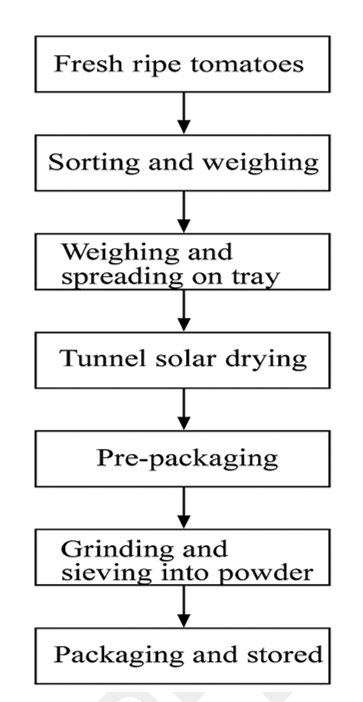 Fresh ripe tomatoes
Sorting and weighing
Weighing and
spreading on tray
Tunnel solar drying
Pre-packaging
Grinding and
sieving into powder
Packaging and stored